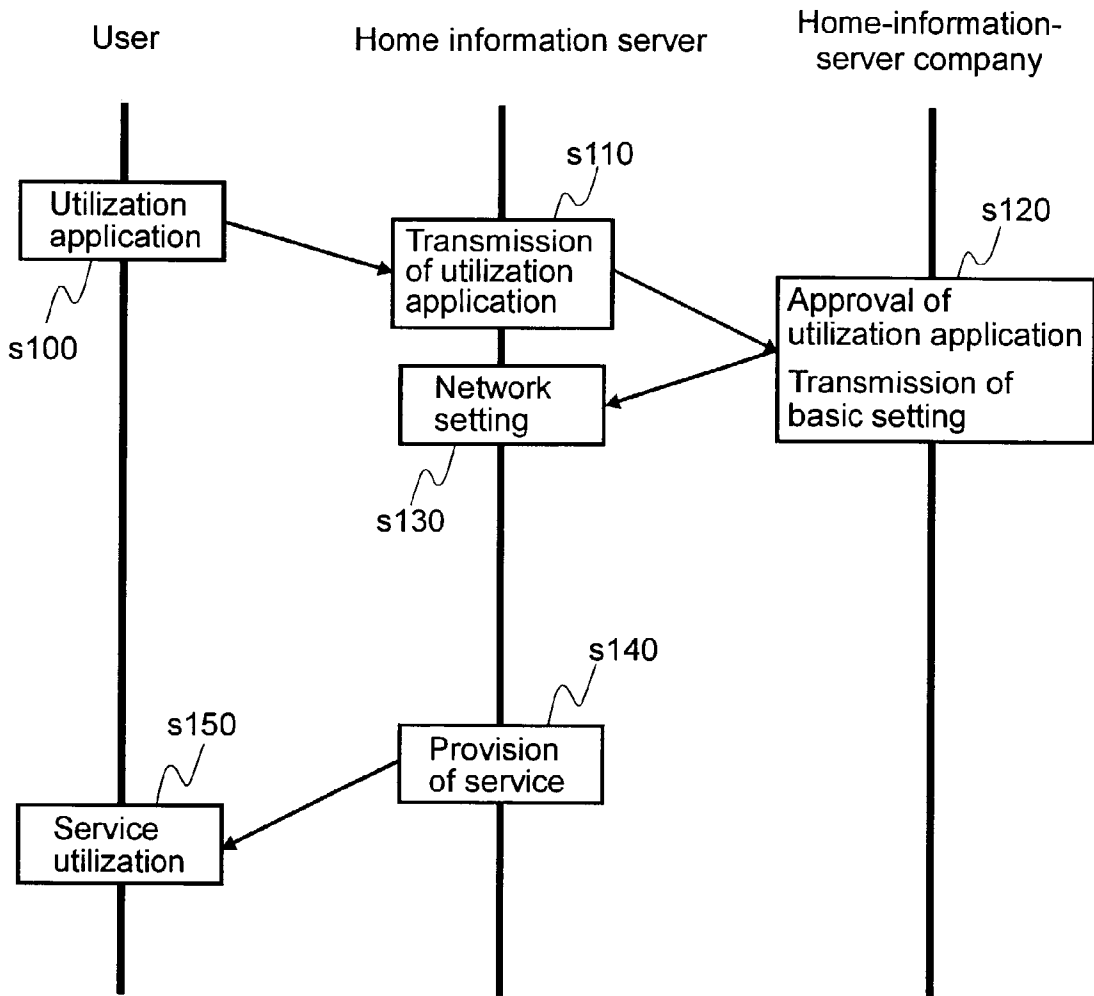 User
Home information server
Home-information-
server company
s110
Utilization
application
s120
Transmission
of utilization
application
Approval of
utilization application
Transmission of
basic setting
s100
Network
setting
s130
s140
s150
Provision
of service
Service
utilization